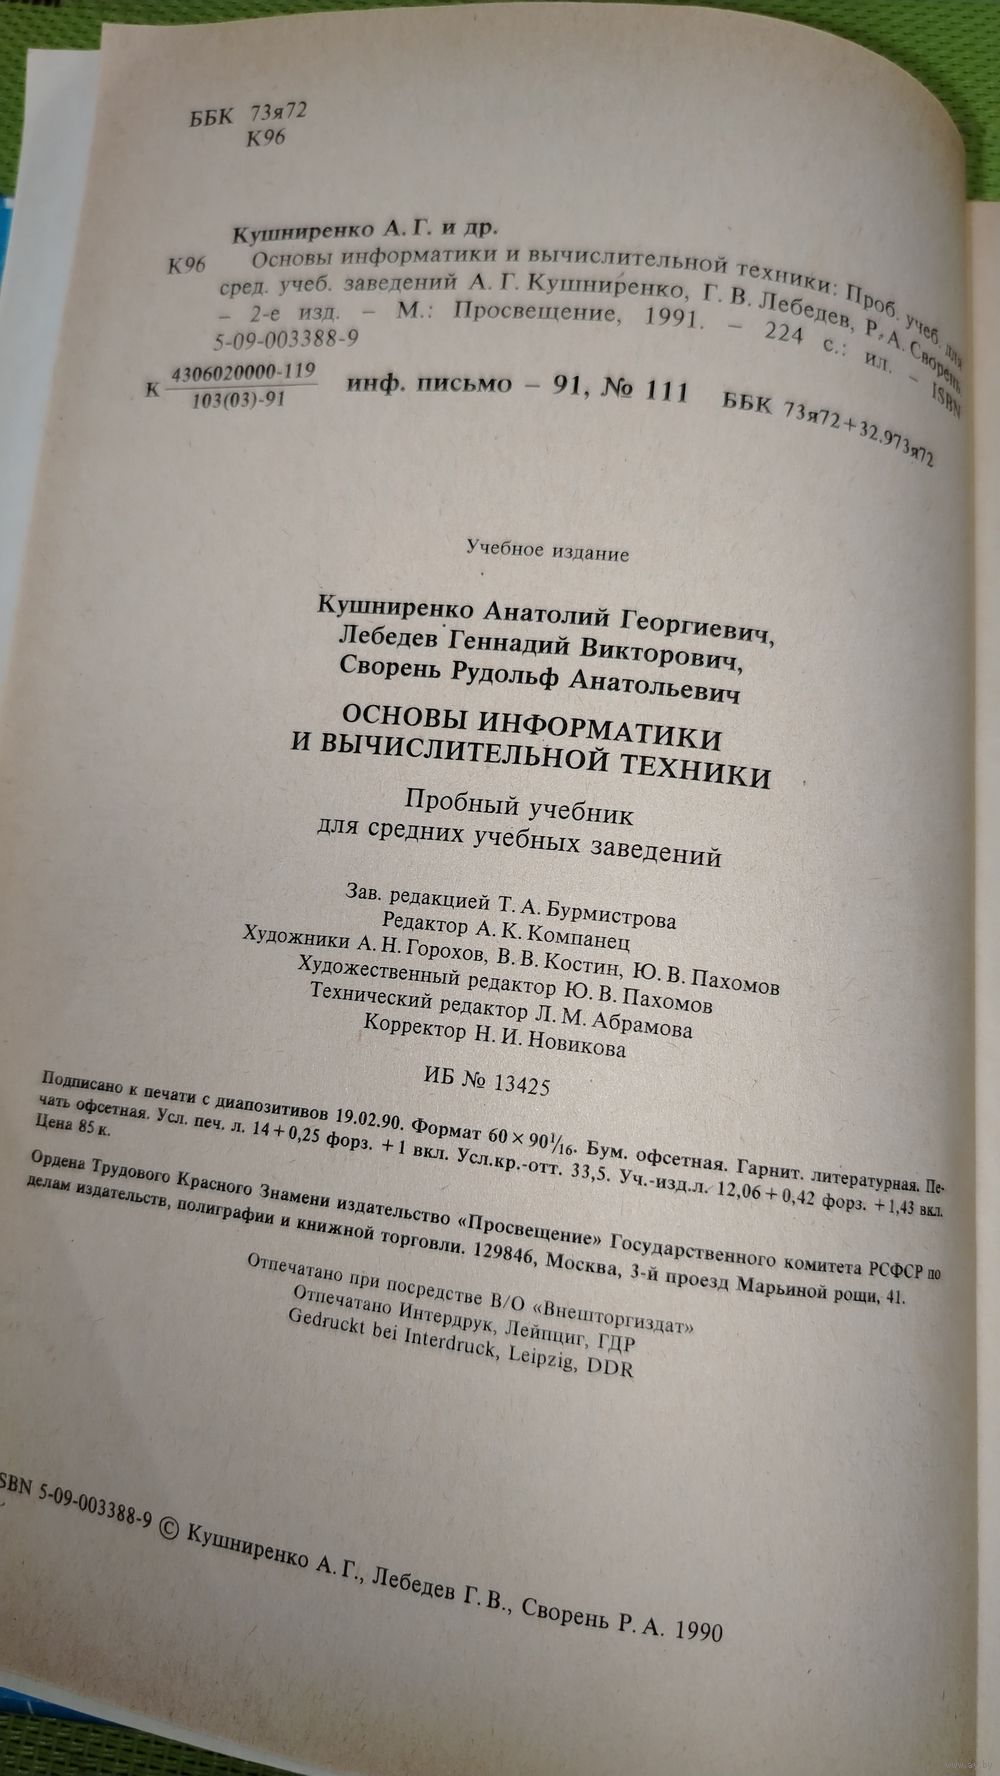 ББК 73я72
К96
Кушниренко А. Г. и др.
К96 Основы информатики и вычислительной техники: Проб. учеб. для
сред. учеб. заведений А. Г. Кушниренко, Г. В. Лебедев, Р. А. Сворень
– 2-е изд. – М.: Просвещение, 1991. – 224 с.: ил. – ISBN
5-09-003388-9
К 4306020000-119
103(03)-91
инф. письмо – 91, № 111 ББК 73я72+32.973я72
Учебное издание
Кушниренко Анатолий Георгиевич,
Лебедев Геннадий Викторович,
Сворень Рудольф Анатольевич
ОСНОВЫ ИНФОРМАТИКИ
И ВЫЧИСЛИТЕЛЬНОЙ ТЕХНИКИ
Пробный учебник
для средних учебных заведений
Зав. редакцией Т. А. Бурмистрова
Редактор А. К. Компанец
Художники А. Н. Горохов, В. В. Костин, Ю. В. Пахомов
Художественный редактор Ю. В. Пахомов
Технический редактор Л. М. Абрамова
Корректор Н. И. Новикова
ИБ № 13425
Подписано к печати с диапозитивов 19.02.90. Формат 60 × 90¹/₁₆. Бум. офсетная. Гарнит. литературная. Пе-
чать офсетная. Усл. печ. л. 14 + 0,25 форз. + 1 вкл. Усл.кр.-отт. 33,5. Уч.-изд.л. 12,06 + 0,42 форз. + 1,43 вкл.
Цена 85 к.
Ордена Трудового Красного Знамени издательство «Просвещение» Государственного комитета РСФСР по
делам издательств, полиграфии и книжной торговли. 129846, Москва, 3-й проезд Марьиной рощи, 41.
Отпечатано при посредстве В/О «Внешторгиздат»
Отпечатано Интердрук, Лейпциг, ГДР
Gedruckt bei Interdruck, Leipzig, DDR
SBN 5-09-003388-9 © Кушниренко А. Г., Лебедев Г. В., Сворень Р. А. 1990
www.ay.by